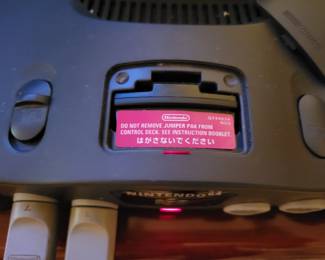 Nintendo
DO NOT REMOVE JUMPER PAK FROM
CONTROL DECK. SEE INSTRUCTION BOOKLET.
はがさないでください
NINTENDO64